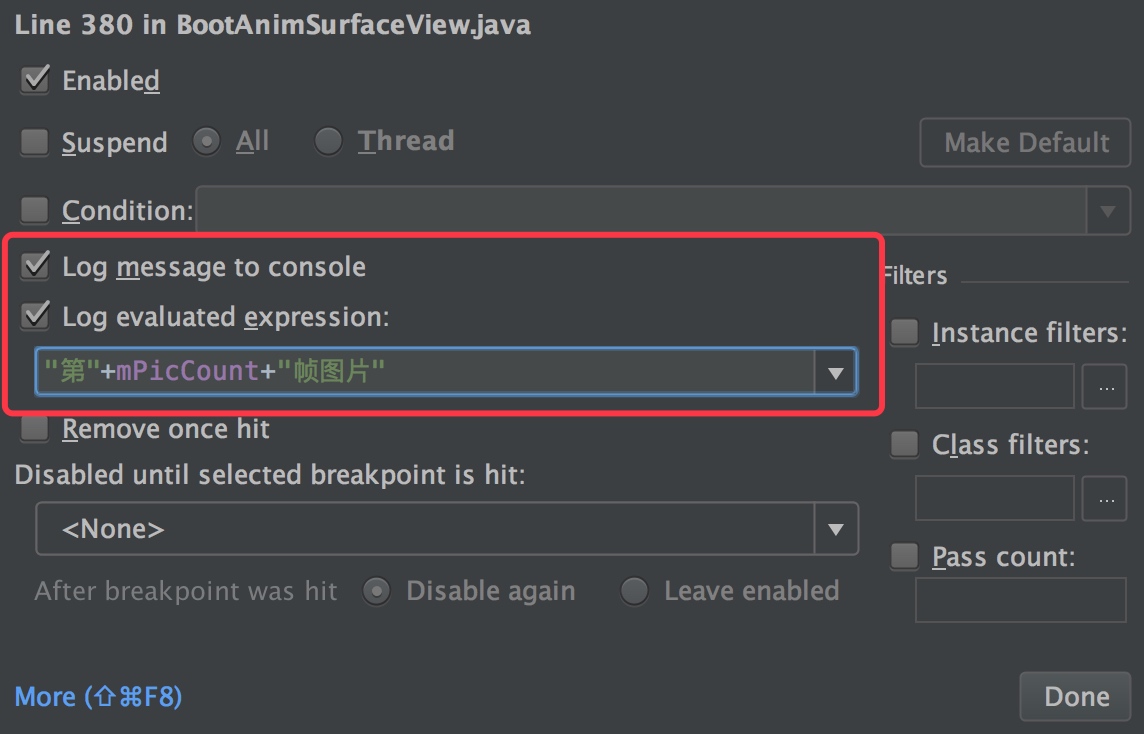 Line 380 in BootAnimSurfaceView.java
Enabled
Suspend All Thread Make Default
Condition:
Log message to console
Filters
Log evaluated expression:
Instance filters:
"第"+mPicCount+"帧图片"
...
Remove once hit
Class filters:
Disabled until selected breakpoint is hit:
...
<None>
Pass count:
After breakpoint was hit Disable again Leave enabled
More (⇧⌘F8)
Done